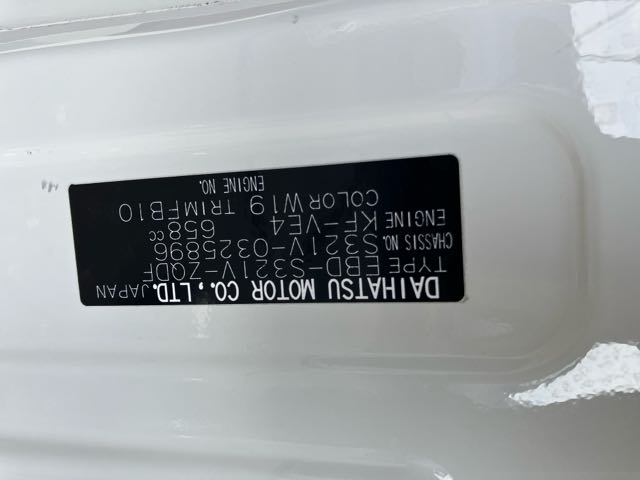 DAIHATSU MOTOR CO., LTD. JAPAN
TYPE EBD-S321V-ZQDF
CHASSIS NO. S321V-0325896
ENGINE KF-VE4 658cc
COLOR W19 TRIM FB10
ENGINE NO.